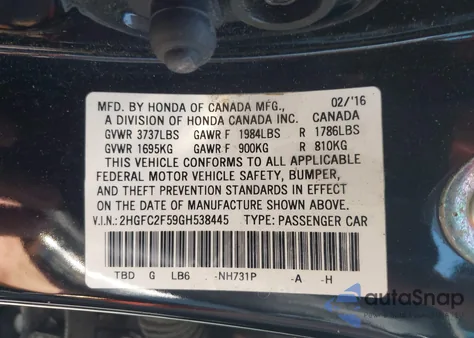 MFD. BY HONDA OF CANADA MFG., 02/'16
A DIVISION OF HONDA CANADA INC. CANADA
GVWR 3737LBS GAWR F 1984LBS R 1786LBS
GVWR 1695KG GAWR F 900KG R 810KG
THIS VEHICLE CONFORMS TO ALL APPLICABLE
FEDERAL MOTOR VEHICLE SAFETY, BUMPER,
AND THEFT PREVENTION STANDARDS IN EFFECT
ON THE DATE OF MANUFACTURE SHOWN ABOVE.
V.I.N.: 2HGFC2F59GH538445 TYPE: PASSENGER CAR
TBD G LB6 -NH731P -A -H
autoSnap